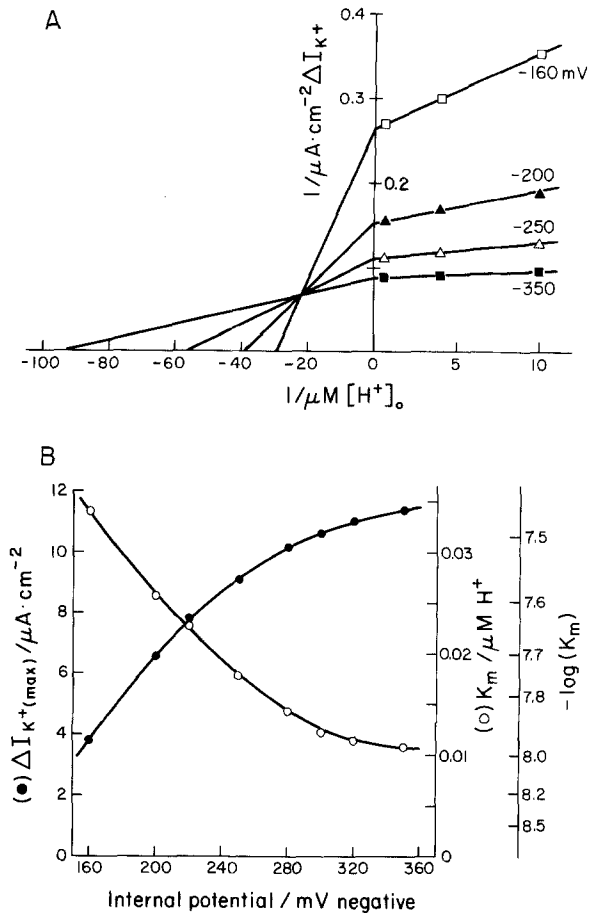 A
1/μA·cm⁻² ΔI_K+
0.4
0.3
0.2
-160 mV
-200
-250
-350
-100 -80 -60 -40 -20 0 5 10
1/μM [H⁺]ₒ
B
(●) ΔI_K+(max) /μA·cm⁻²
12
10
8
6
4
2
0
0.03
0.02
0.01
0
(○) Kₘ/μM H⁺
7.5
7.6
7.7
7.8
8.0
8.2
8.5
-log(Kₘ)
160 200 240 280 320 360
Internal potential / mV negative